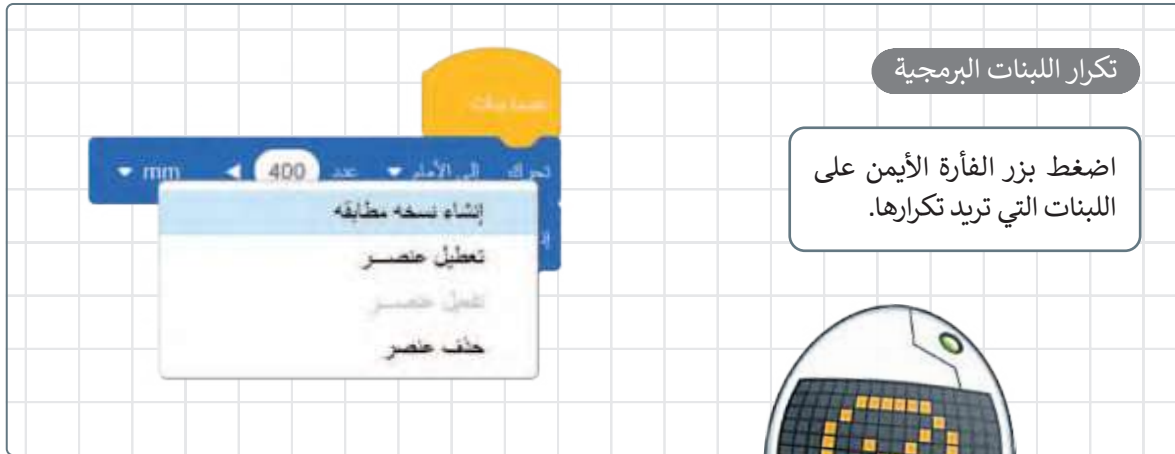 تكرار اللبنات البرمجية
اضغط بزر الفأرة الأيمن على
اللبنات التي تريد تكرارها.
تحرك إلى الأمام عدد 400 mm
إنشاء نسخه مطابقه
تعطيل عنصر
تفعيل عنصر
حذف عنصر